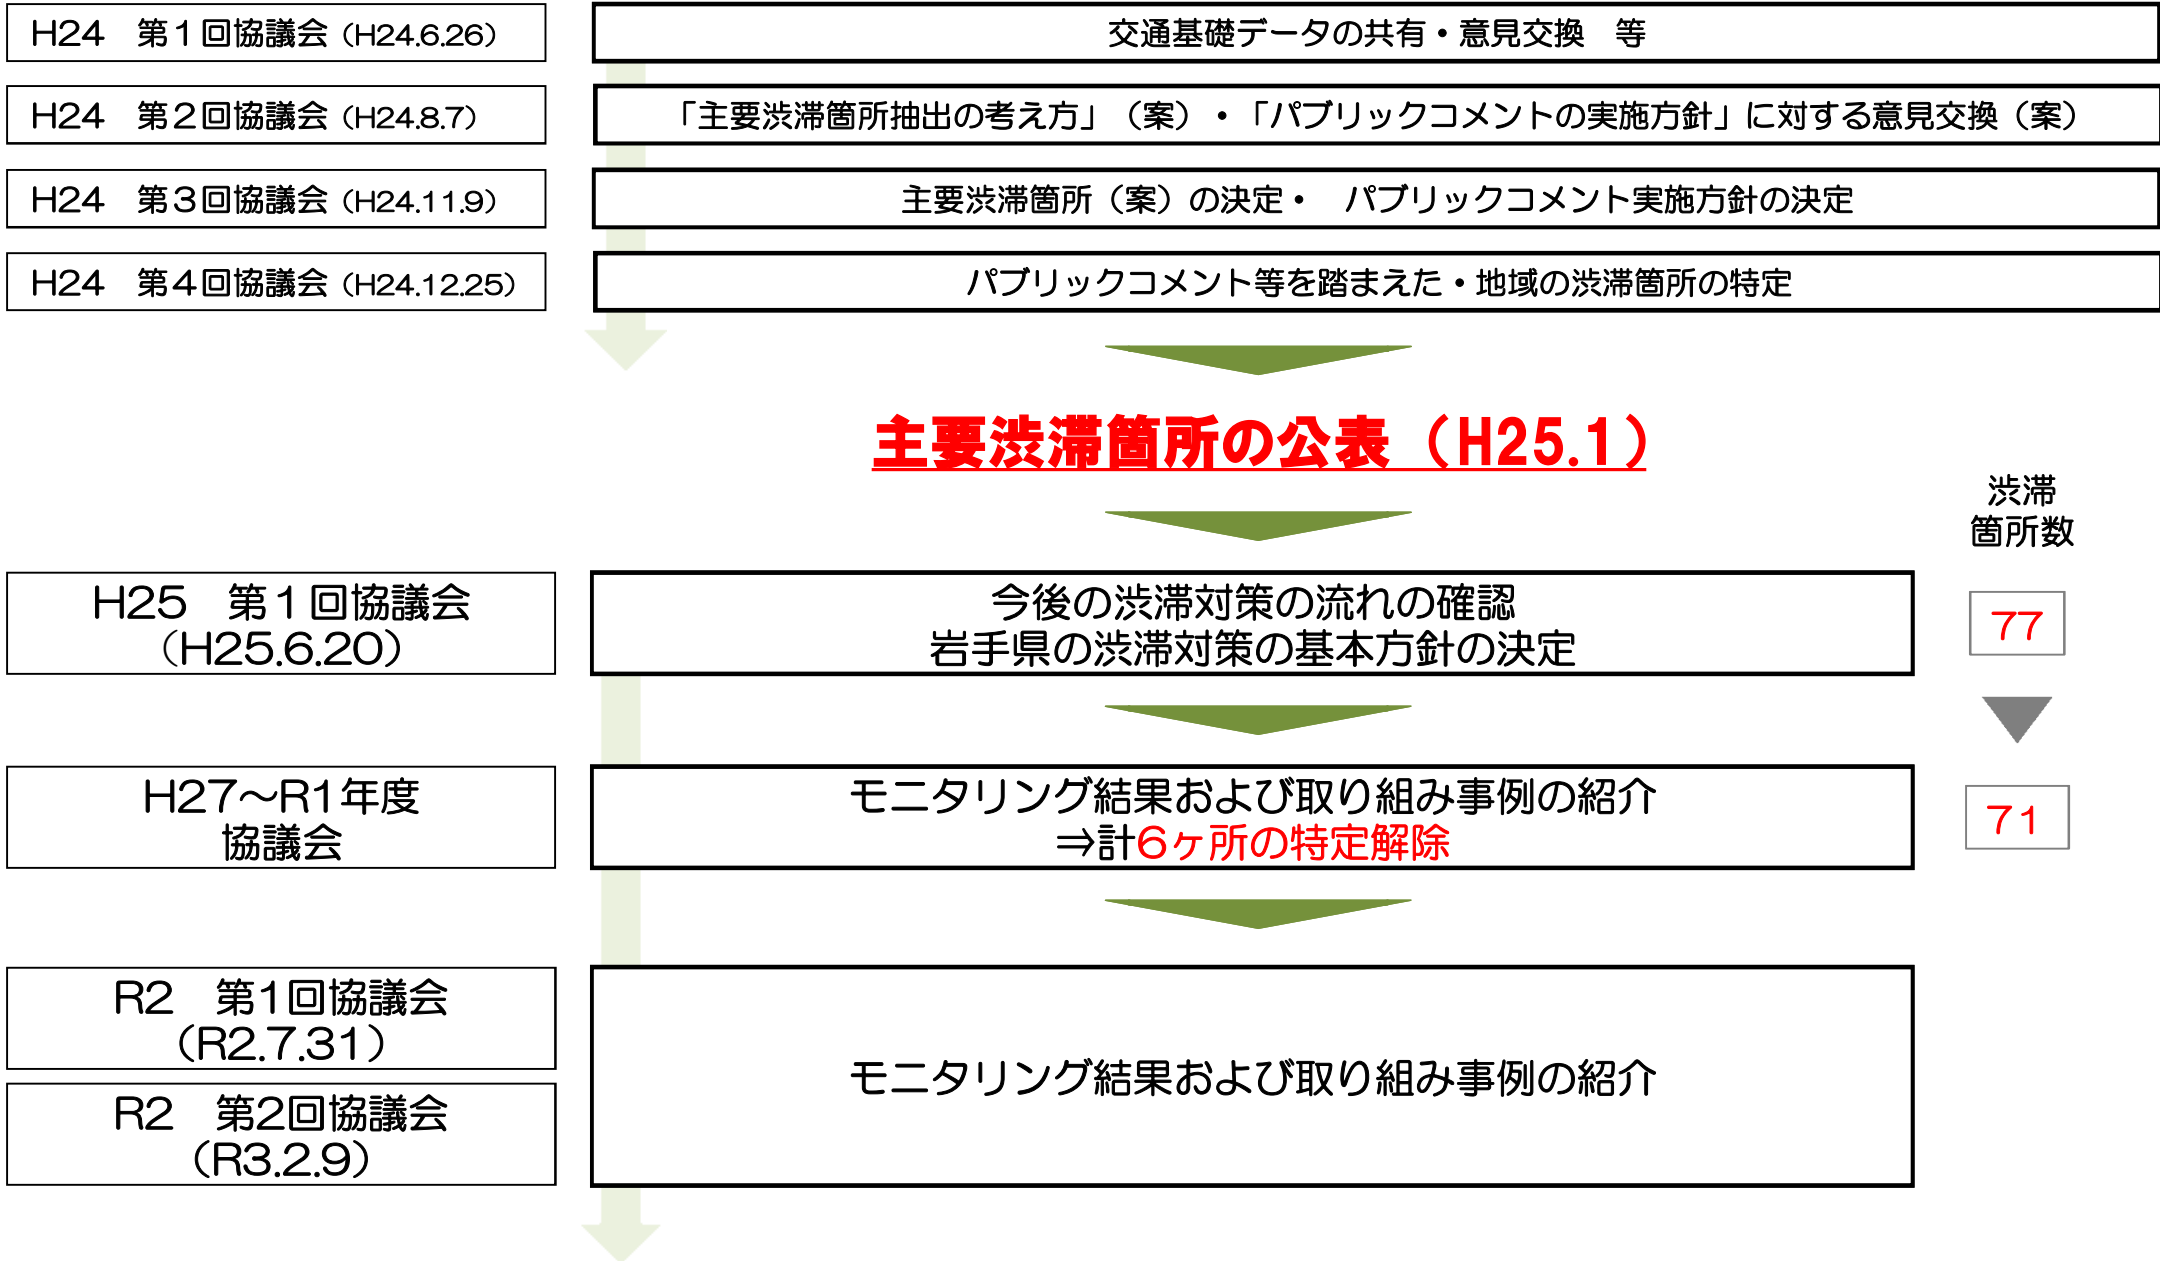 H24　第１回協議会（H24.6.26）
交通基礎データの共有・意見交換　等
H24　第２回協議会（H24.8.7）
「主要渋滞箇所抽出の考え方」（案）・「パブリックコメントの実施方針」に対する意見交換（案）
H24　第３回協議会（H24.11.9）
主要渋滞箇所（案）の決定・　パブリックコメント実施方針の決定
H24　第４回協議会（H24.12.25）
パブリックコメント等を踏まえた・地域の渋滞箇所の特定
主要渋滞箇所の公表（H25.1）
渋滞
箇所数
H25　第１回協議会
（H25.6.20）
今後の渋滞対策の流れの確認
岩手県の渋滞対策の基本方針の決定
77
H27～R1年度
協議会
モニタリング結果および取り組み事例の紹介
⇒計6ヶ所の特定解除
71
R2　第1回協議会
（R2.7.31）
モニタリング結果および取り組み事例の紹介
R2　第2回協議会
（R3.2.9）